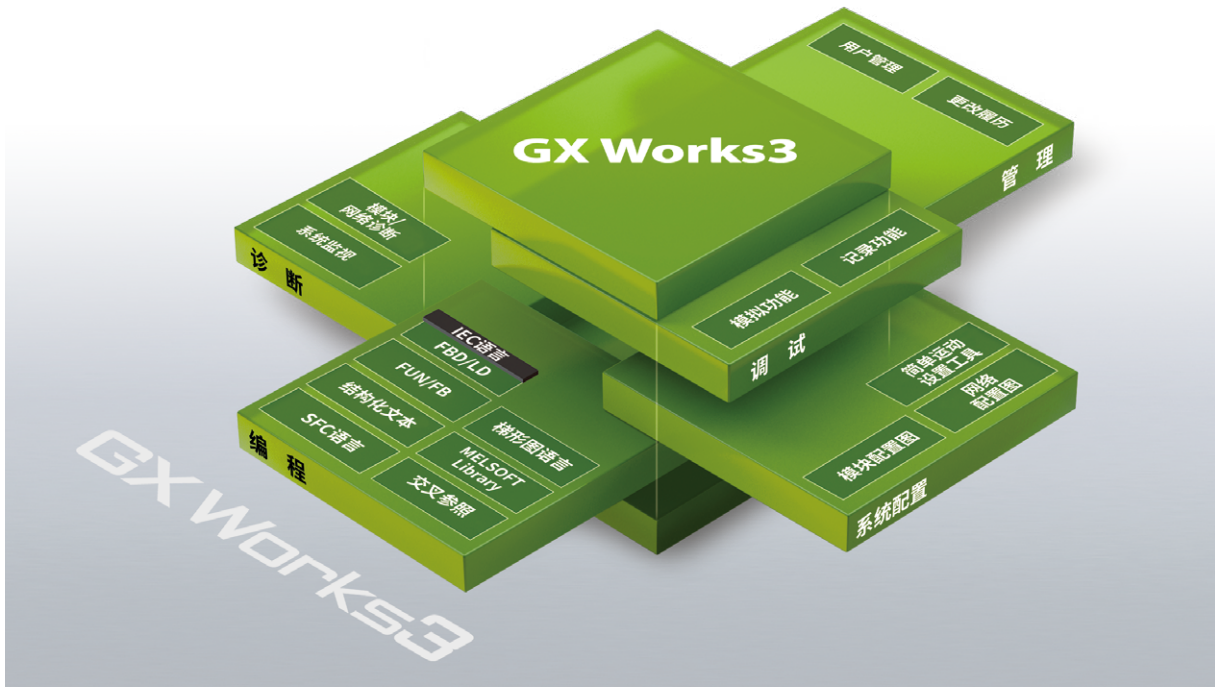 用户管理
更改履历
管 理
GX Works3
模块/
网络诊断
系统监视
诊 断
记录功能
模拟功能
调 试
IEC语言
FBD/LD
FUN/FB
结构化文本
SFC语言
梯形图语言
MELSOFT
Library
交叉参照
编 程
简单运动
设置工具
网络
配置图
模块配置图
系统配置
GX Works3